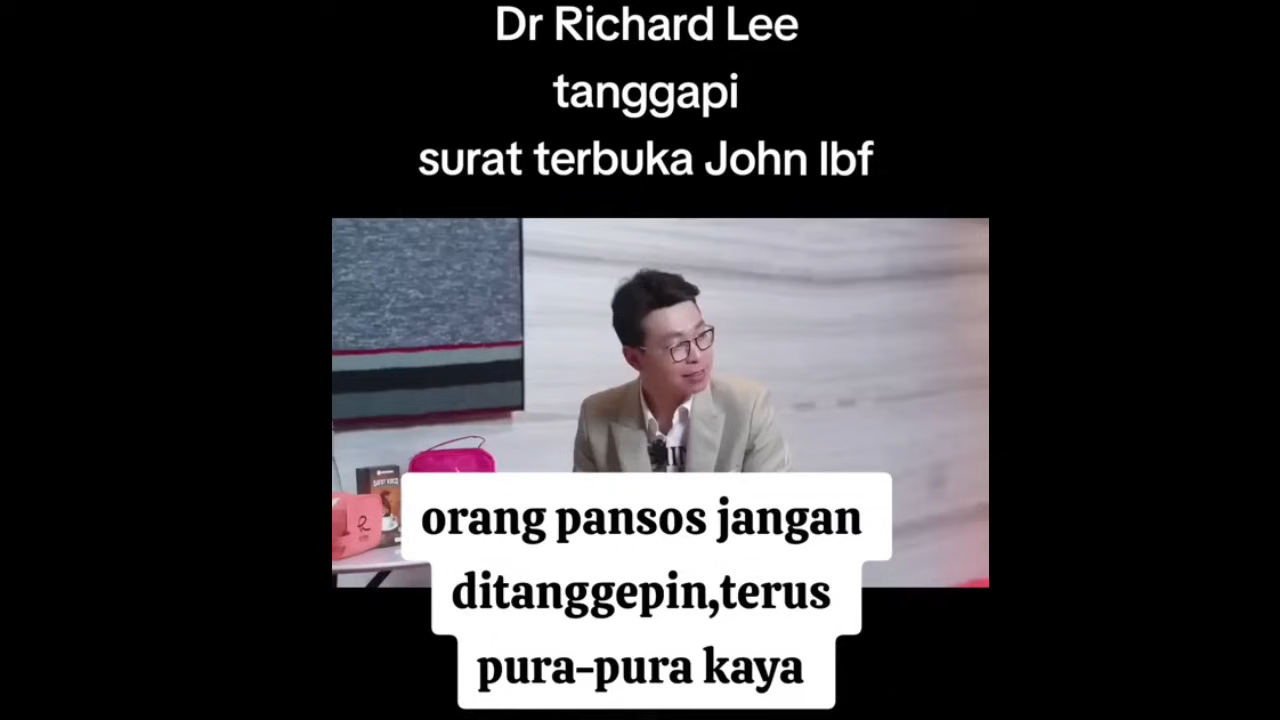 Dr Richard Lee
tanggapi
surat terbuka John lbf
orang pansos jangan
ditanggepin,terus
pura-pura kaya